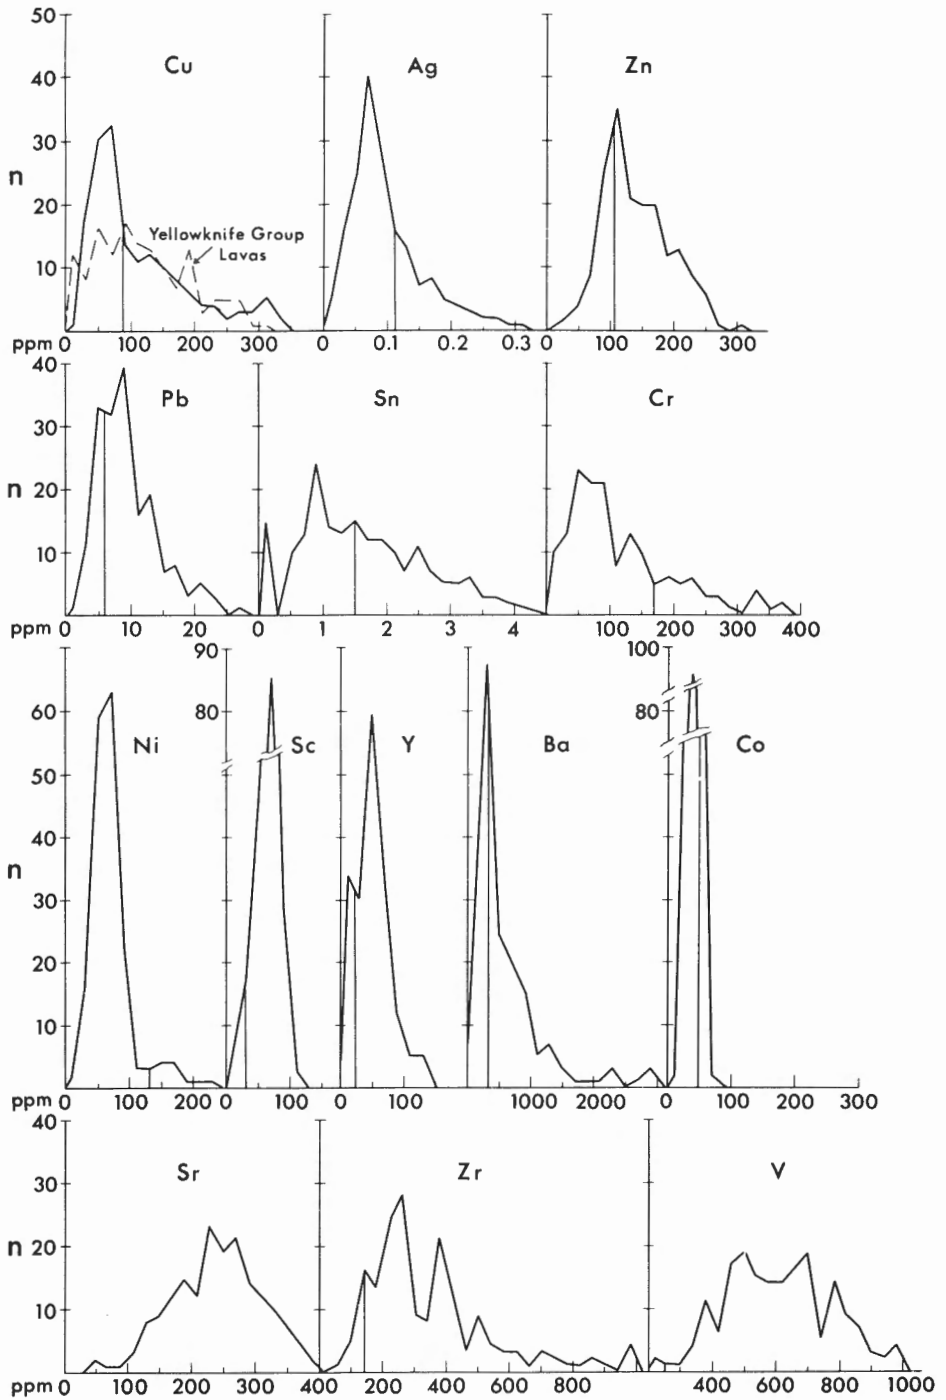 50
40
30
20
10
n
Cu
Ag
Zn
Yellowknife Group
Lavas
ppm 0 100 200 300 0 0.1 0.2 0.3 0 100 200 300
40
30
20
10
n
Pb
Sn
Cr
ppm 0 10 20 0 1 2 3 4 100 200 300 400
90
80
100
80
60
50
40
30
20
10
n
Ni
Sc
Y
Ba
Co
ppm 0 100 200 0 100 0 100 1000 2000 0 100 200 300
40
30
20
10
n
Sr
Zr
V
ppm 0 100 200 300 400 200 400 600 800 400 600 800 1000